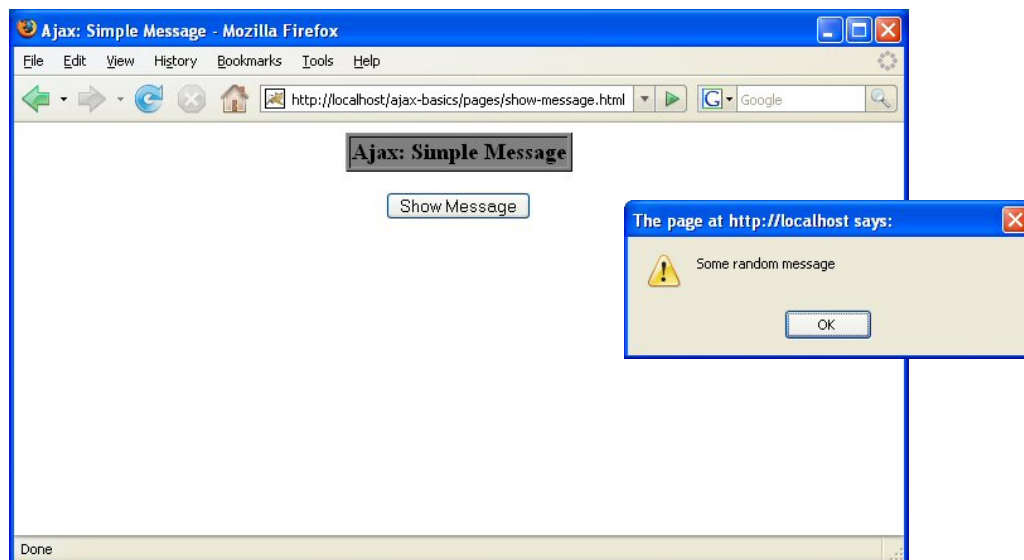 Ajax: Simple Message - Mozilla Firefox
File Edit View History Bookmarks Tools Help
http://localhost/ajax-basics/pages/show-message.html G Google
Ajax: Simple Message
Show Message
The page at http://localhost says:
Some random message
OK
Done